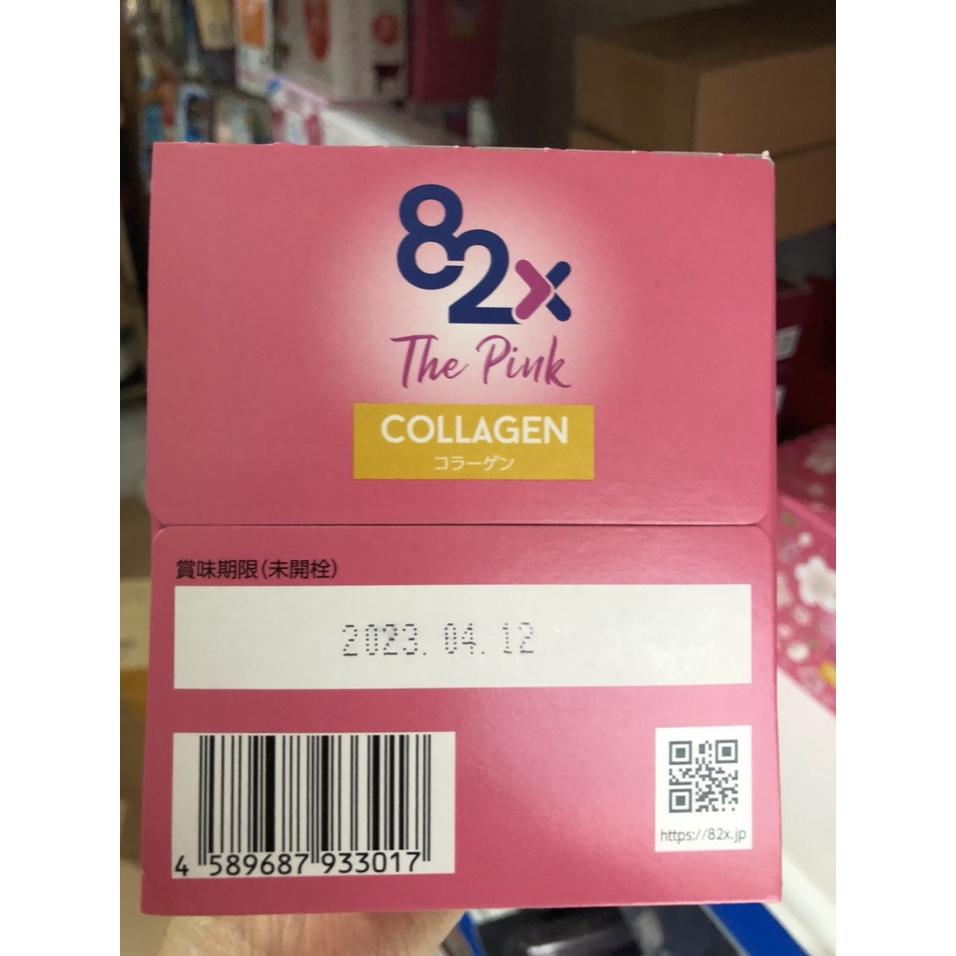 82x
The Pink
COLLAGEN
コラーゲン
賞味期限(未開栓)
2023. 04. 12
4 589687 933017
https://82x.jp